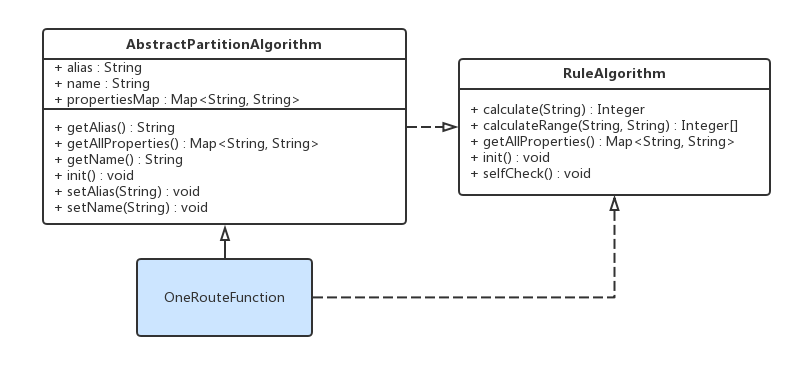 AbstractPartitionAlgorithm
+ alias : String
+ name : String
+ propertiesMap : Map<String, String>
+ getAlias() : String
+ getAllProperties() : Map<String, String>
+ getName() : String
+ init() : void
+ setAlias(String) : void
+ setName(String) : void
RuleAlgorithm
+ calculate(String) : Integer
+ calculateRange(String, String) : Integer[]
+ getAllProperties() : Map<String, String>
+ init() : void
+ selfCheck() : void
OneRouteFunction